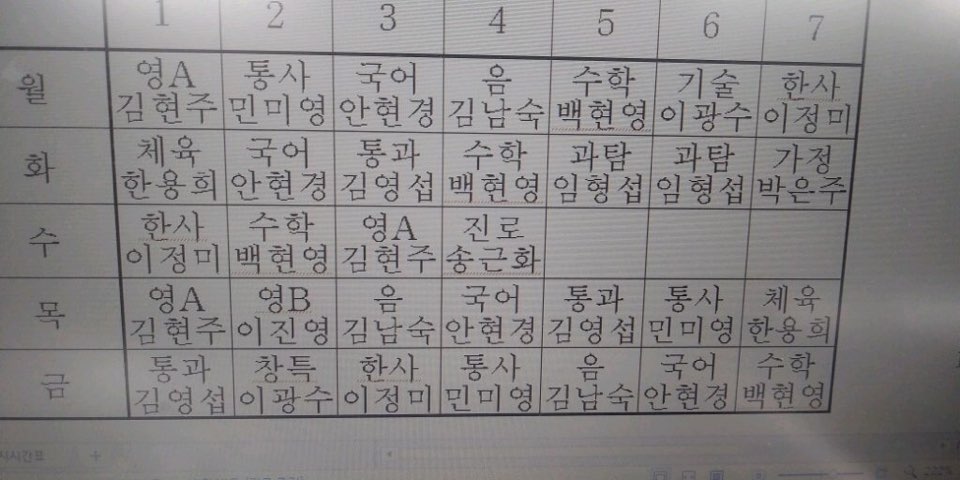 1 2 3 4 5 6 7
월 영A 통사 국어 음 수학 기술 한사
김현주 민미영 안현경 김남숙 백현영 이광수 이정미
화 체육 국어 통과 수학 과탐 과탐 가정
한용희 안현경 김영섭 백현영 임형섭 임형섭 박은주
수 한사 수학 영A 진로
이정미 백현영 김현주 송근화
목 영A 영B 음 국어 통과 통사 체육
김현주 이진영 김남숙 안현경 김영섭 민미영 한용희
금 통과 창특 한사 통사 음 국어 수학
김영섭 이광수 이정미 민미영 김남숙 안현경 백현영